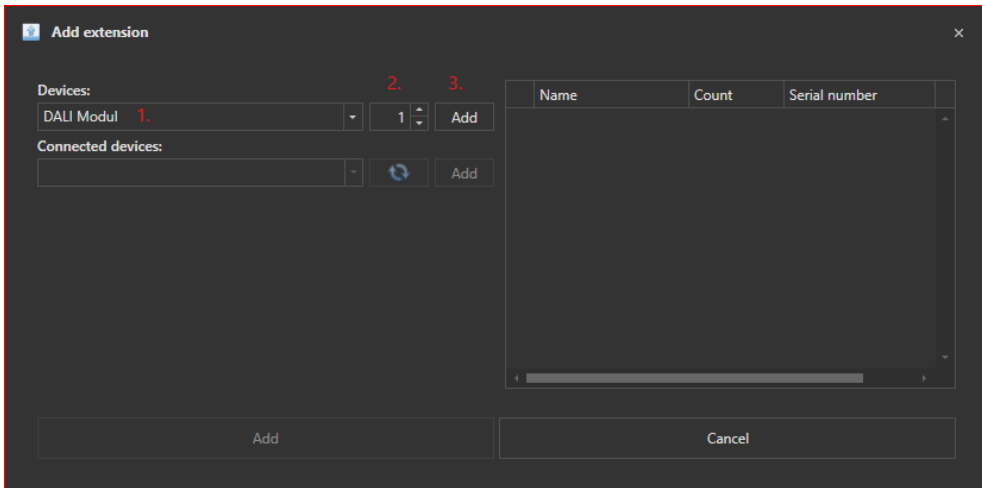 Add extension
2. 3.
Devices:
DALI Modul 1. 1 Add
Connected devices:
Add
Name Count Serial number
Add Cancel